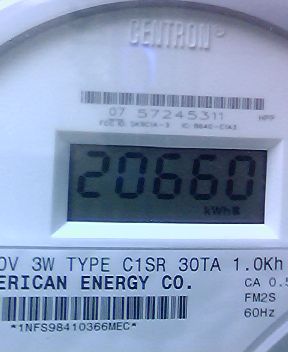 CENTRON
07 57245311 HPP
20660
kWh
0V 3W TYPE C1SR 30TA 1.0Kh
ERICAN ENERGY CO. CA 0.5
FM2S
*1NFS98410366MEC* 60Hz